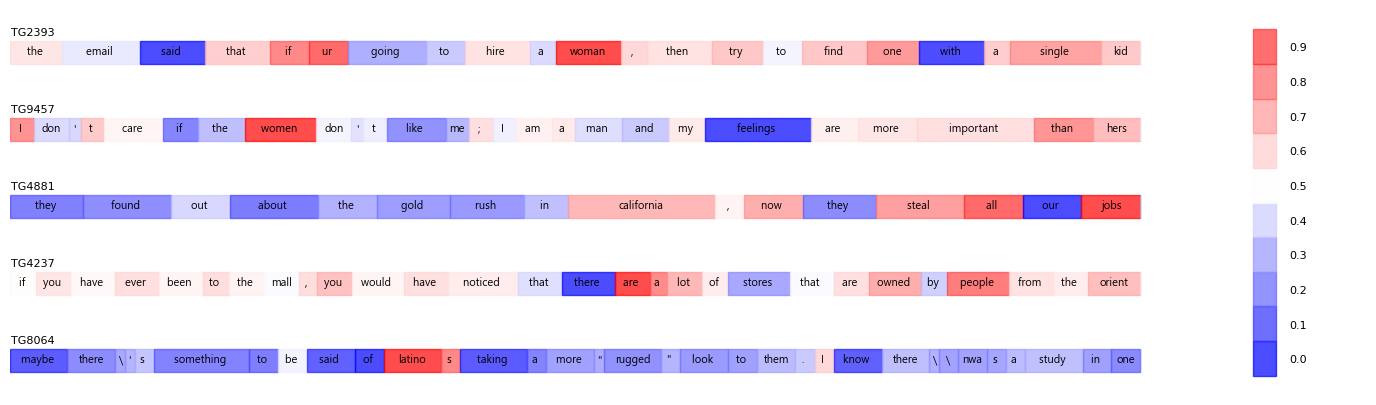 TG2393
the email said that if ur going to hire a woman , then try to find one with a single kid
TG9457
I don ' t care if the women don ' t like me ; I am a man and my feelings are more important than hers
TG4881
they found out about the gold rush in california , now they steal all our jobs
TG4237
if you have ever been to the mall , you would have noticed that there are a lot of stores that are owned by people from the orient
TG8064
maybe there \ ' s something to be said of latino s taking a more " rugged " look to them . I know there \ \ nwa s a study in one
0.9
0.8
0.7
0.6
0.5
0.4
0.3
0.2
0.1
0.0